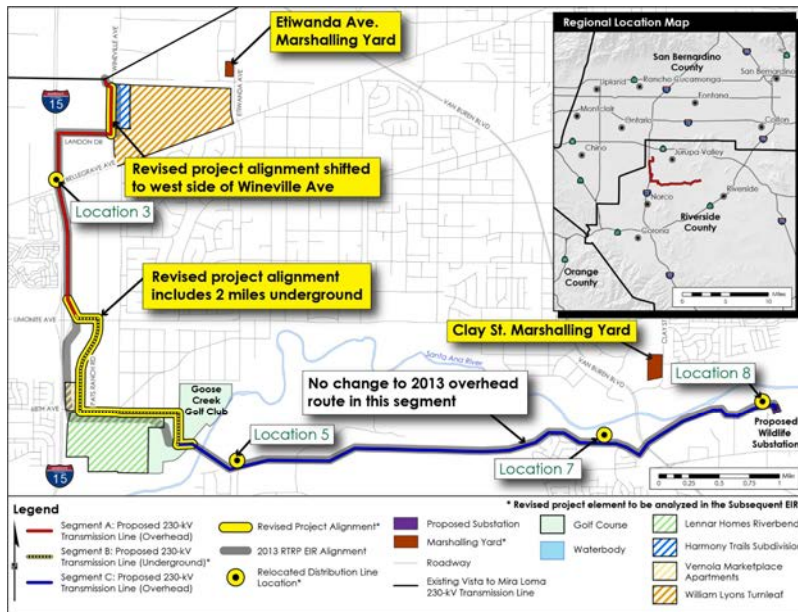 Etiwanda Ave.
Marshalling Yard
WINEVILLE AVE
ETIWANDA AVE
15
LANDON DR
BELLEGRAVE AVE
VAN BUREN BLVD
Revised project alignment shifted
to west side of Wineville Ave
Location 3
Revised project alignment
includes 2 miles underground
LIMONITE AVE
PATS RANCH RD
68TH AVE
Goose
Creek
Golf Club
15
Clay St. Marshalling Yard
CLAY ST
Santa Ana River
VAN BUREN BLVD
No change to 2013 overhead
route in this segment
Location 5
Location 7
Location 8
Proposed
Wildlife
Substation
0 0.5 1
Mile
Regional Location Map
San Bernardino
County
Upland
Rancho Cucamonga
San Bernardino
Fontana
Montclair
Ontario
Colton
Chino
Jurupa Valley
Riverside
Norco
Riverside
County
Corona
Orange
County
0 5 10
Miles
Legend
* Revised project element to be analyzed in the Subsequent EIR
Segment A: Proposed 230-kV
Transmission Line (Overhead)
Segment B: Proposed 230-kV
Transmission Line (Underground)*
Segment C: Proposed 230-kV
Transmission Line (Overhead)
Revised Project Alignment*
2013 RTRP EIR Alignment
Relocated Distribution Line
Location*
Proposed Substation
Marshalling Yard*
Roadway
Existing Vista to Mira Loma
230-kV Transmission Line
Golf Course
Waterbody
Lennar Homes Riverbend
Harmony Trails Subdivision
Vernola Marketplace
Apartments
William Lyons Turnleaf